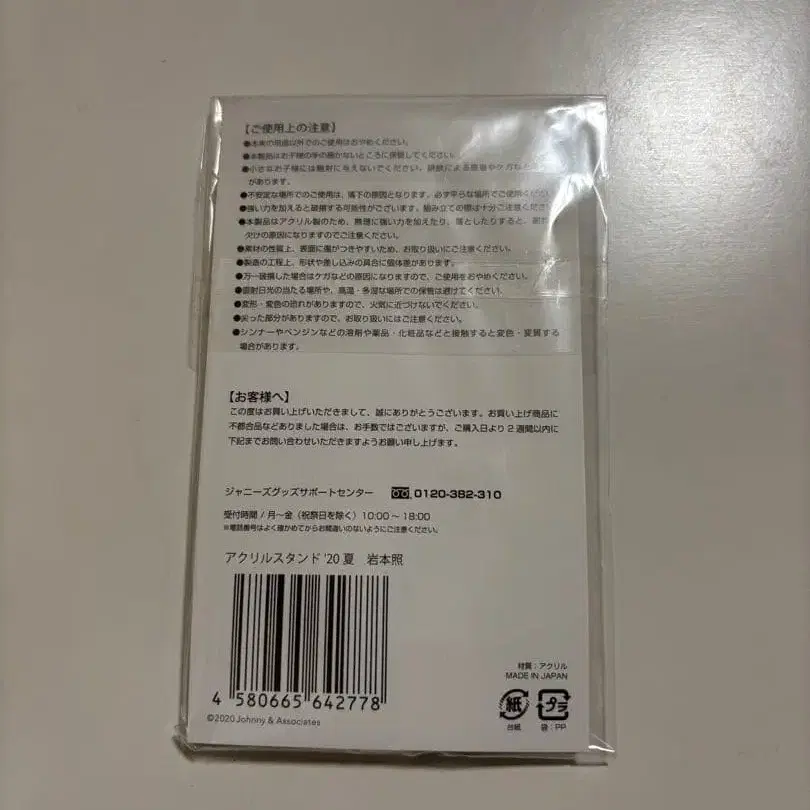 【ご使用上の注意】
●本来の用途以外でのご使用はおやめください。
●本製品はお子様の手の届かないところに保管してください。
●小さなお子様には絶対に与えないでください。誤飲による窒息やケガなど
があります。
●不安定な場所でのご使用は、落下の原因となります。必ず平らな場所でご使用ください。
●強い力を加えると破損する可能性がございます。組み立ての際は十分ご注意くださ
●本製品はアクリル製のため、無理に強い力を加えたり、落としたりすると、割れ
欠けの原因になりますのでご注意ください。
●素材の性質上、表面に傷がつきやすいため、お取り扱いにご注意ください。
●製造の工程上、形状や差し込みの具合に個体差があります。
●万一破損した場合はケガなどの原因になりますので、ご使用をおやめください。
●直射日光の当たる場所や、高温・多湿な場所での保管は避けてください。
●変形・変色の恐れがありますので、火気に近づけないでください。
●尖った部分がありますので、お取り扱いにはご注意ください。
●シンナーやベンジンなどの溶剤や薬品・化粧品などと接触すると変色・変質する
場合があります。
【お客様へ】
この度はお買い上げいただきまして、誠にありがとうございます。お買い上げ商品に
不都合品などありました場合は、お手数ではございますが、ご購入日より2週間以内に
下記までお問い合わせいただきますようお願い申し上げます。
ジャニーズグッズサポートセンター 0120-382-310
受付時間/月～金（祝祭日を除く）10:00～18:00
※電話番号はよく確かめてからお間違いのないようにご注意ください。
アクリルスタンド '20 夏 岩本照
4 580665 642778
©2020 Johnny & Associates
材質：アクリル
MADE IN JAPAN
紙 プラ
台紙 袋：PP